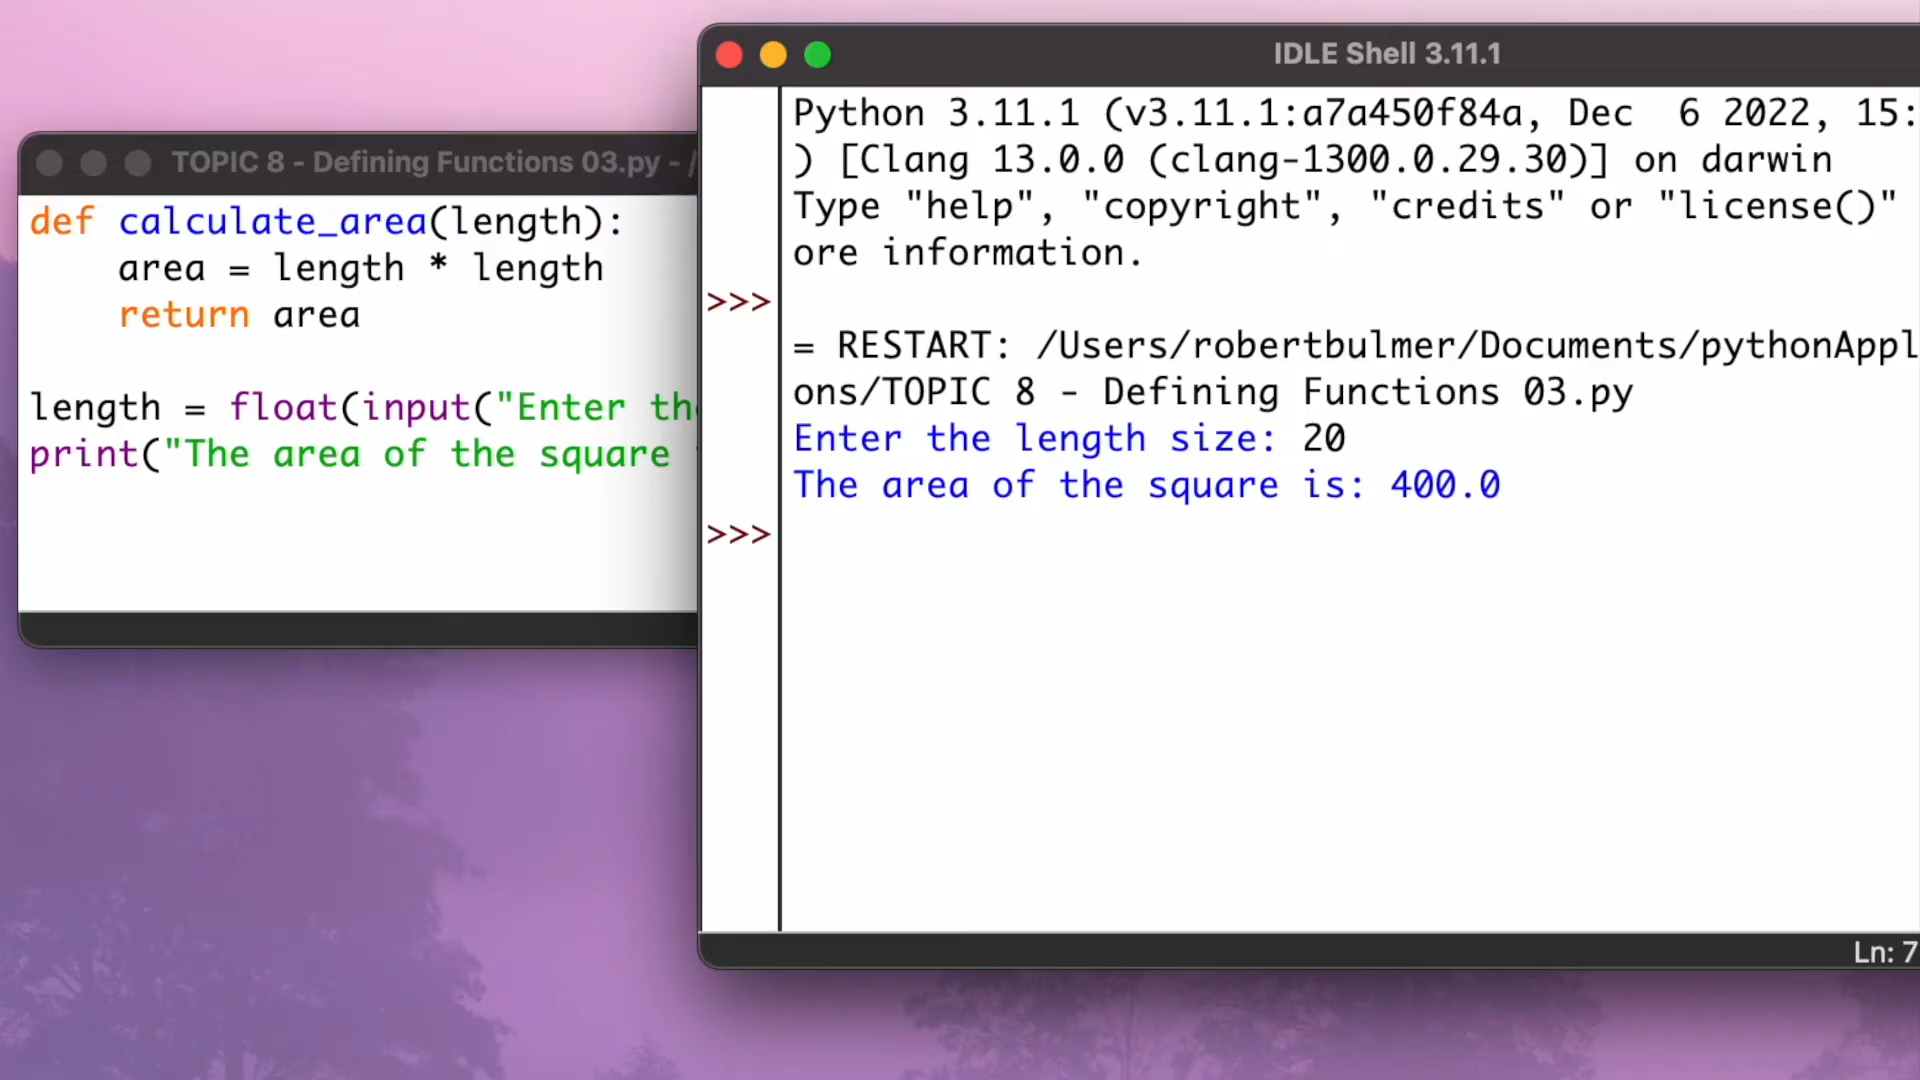 TOPIC 8 - Defining Functions 03.py - /
def calculate_area(length):
    area = length * length
    return area
length = float(input("Enter the
print("The area of the square
IDLE Shell 3.11.1
Python 3.11.1 (v3.11.1:a7a450f84a, Dec  6 2022, 15:
) [Clang 13.0.0 (clang-1300.0.29.30)] on darwin
Type "help", "copyright", "credits" or "license()"
ore information.
>>>
= RESTART: /Users/robertbulmer/Documents/pythonAppl
ons/TOPIC 8 - Defining Functions 03.py
Enter the length size: 20
The area of the square is: 400.0
>>>
Ln: 7